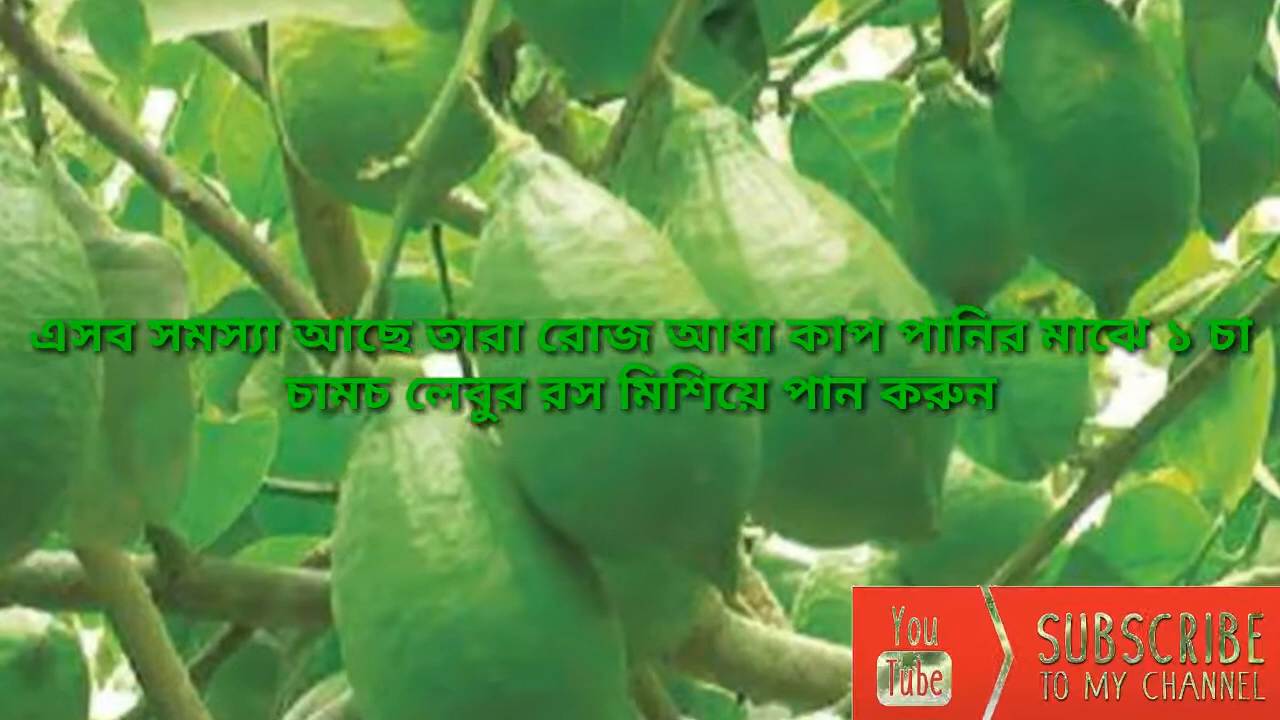 এসব সমস্যা আছে তারা রোজ আধা কাপ পানির মাঝে ১ চা
চামচ লেবুর রস মিশিয়ে পান করুন
You
Tube
SUBSCRIBE
TO MY CHANNEL